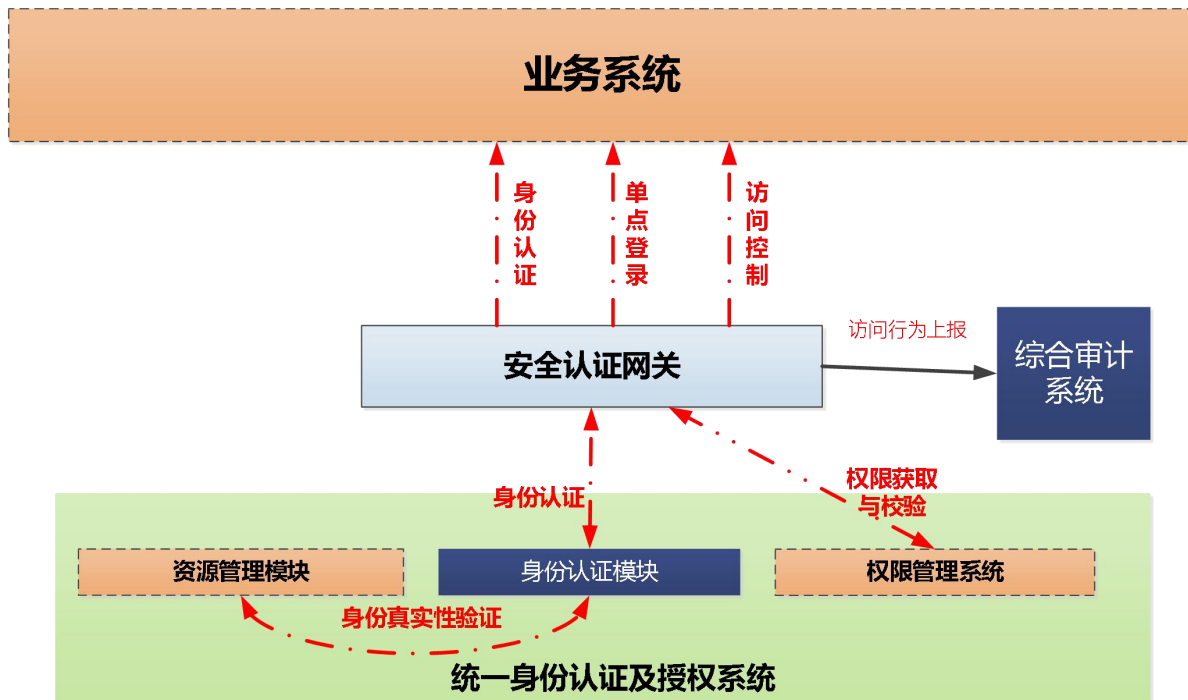 业务系统
身份认证
单点登录
访问控制
安全认证网关
访问行为上报
综合审计
系统
身份认证
权限获取
与校验
资源管理模块
身份认证模块
权限管理系统
身份真实性验证
统一身份认证及授权系统